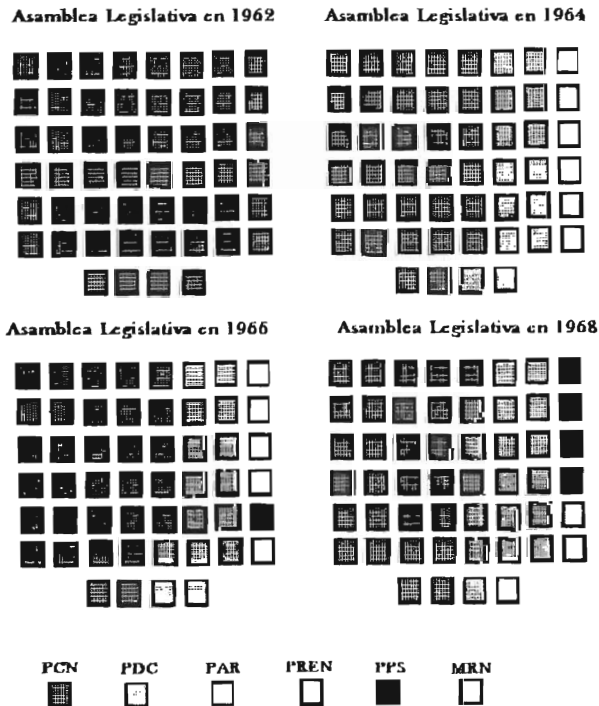 Asamblea Legislativa en 1962
Asamblea Legislativa en 1964
Asamblea Legislativa en 1966
Asamblea Legislativa en 1968
PCN PDC PAR PREN PPS MRN